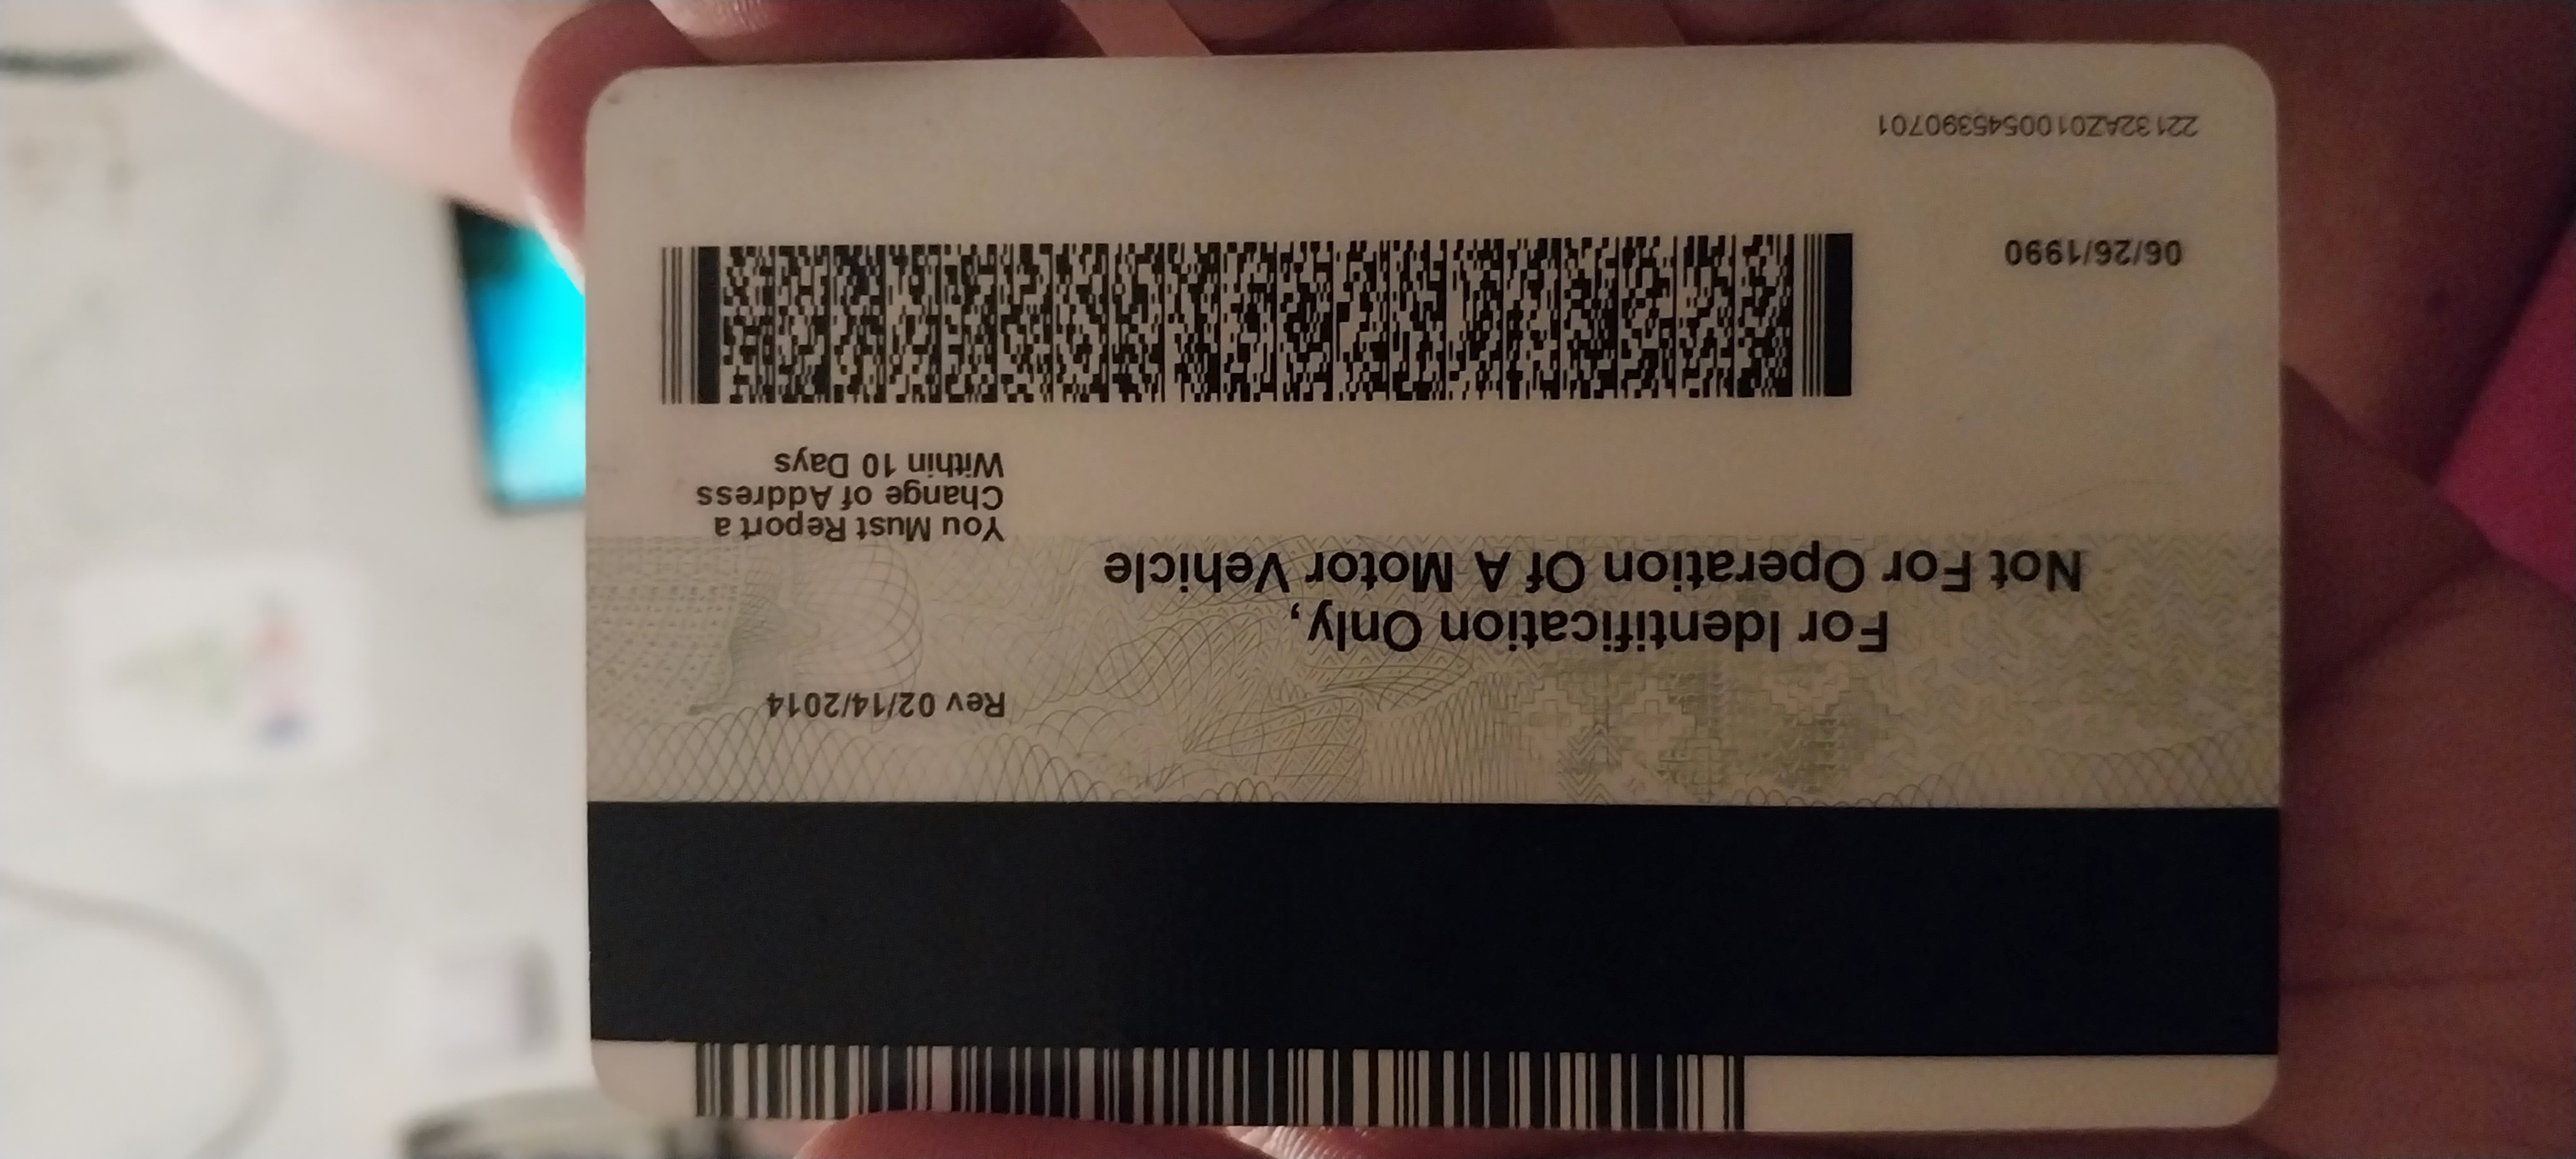 Rev 02/14/2014
For Identification Only,
Not For Operation Of A Motor Vehicle
You Must Report a
Change of Address
Within 10 Days
06/26/1990
22132AZ0100545390701